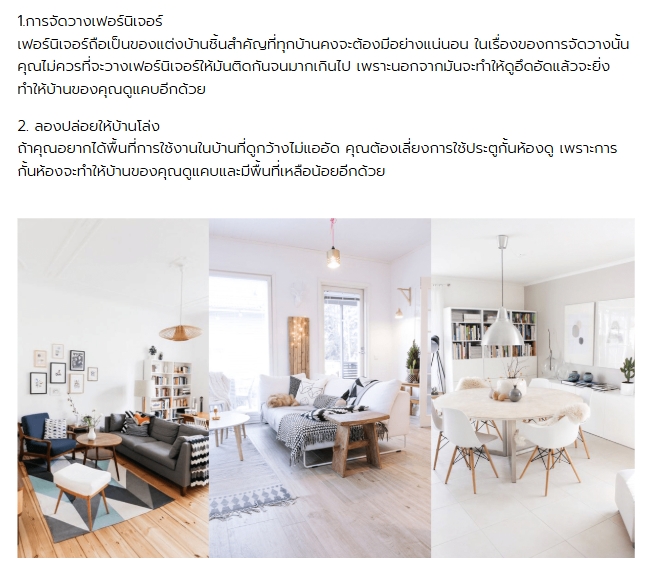 1.การจัดวางเฟอร์นิเจอร์
เฟอร์นิเจอร์ถือเป็นของแต่งบ้านชิ้นสำคัญที่ทุกบ้านคงจะต้องมีอย่างแน่นอน ในเรื่องของการจัดวางนั้น
คุณไม่ควรที่จะวางเฟอร์นิเจอร์ให้มันติดกันจนมากเกินไป เพราะนอกจากมันจะทำให้ดูอึดอัดแล้วจะยิ่ง
ทำให้บ้านของคุณดูแคบอีกด้วย
2. ลองปล่อยให้บ้านโล่ง
ถ้าคุณอยากได้พื้นที่การใช้งานในบ้านที่ดูกว้างไม่แออัด คุณต้องเลี่ยงการใช้ประตูกั้นห้องดู เพราะการ
กั้นห้องจะทำให้บ้านของคุณดูแคบและมีพื้นที่เหลือน้อยอีกด้วย